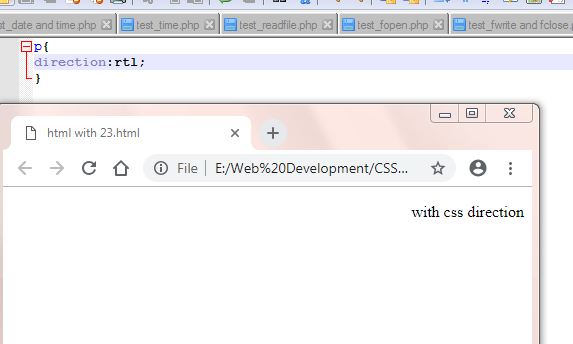 st_date and time.php test_time.php test_readfile.php test_fopen.php test_fwrite and fclose.p
p{
direction:rtl;
}
html with 23.html
File E:/Web%20Development/CSS...
with css direction